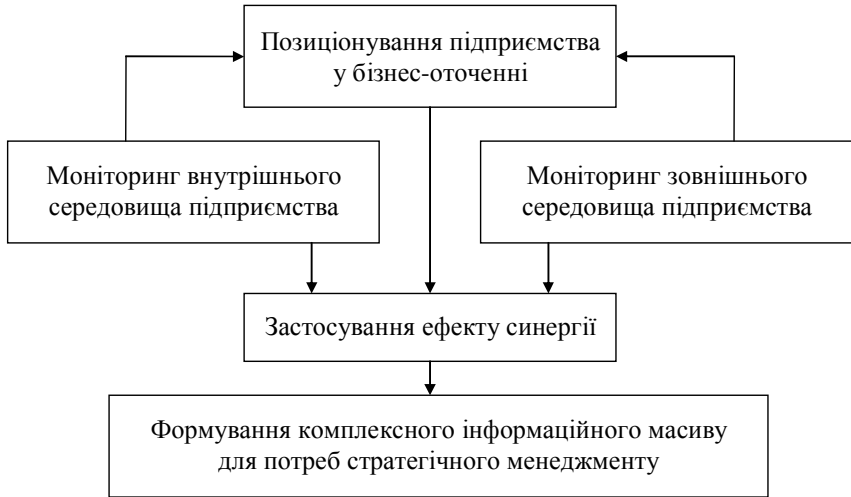 Позиціонування підприємства
у бізнес-оточенні
Моніторинг внутрішнього
середовища підприємства
Моніторинг зовнішнього
середовища підприємства
Застосування ефекту синергії
Формування комплексного інформаційного масиву
для потреб стратегічного менеджменту